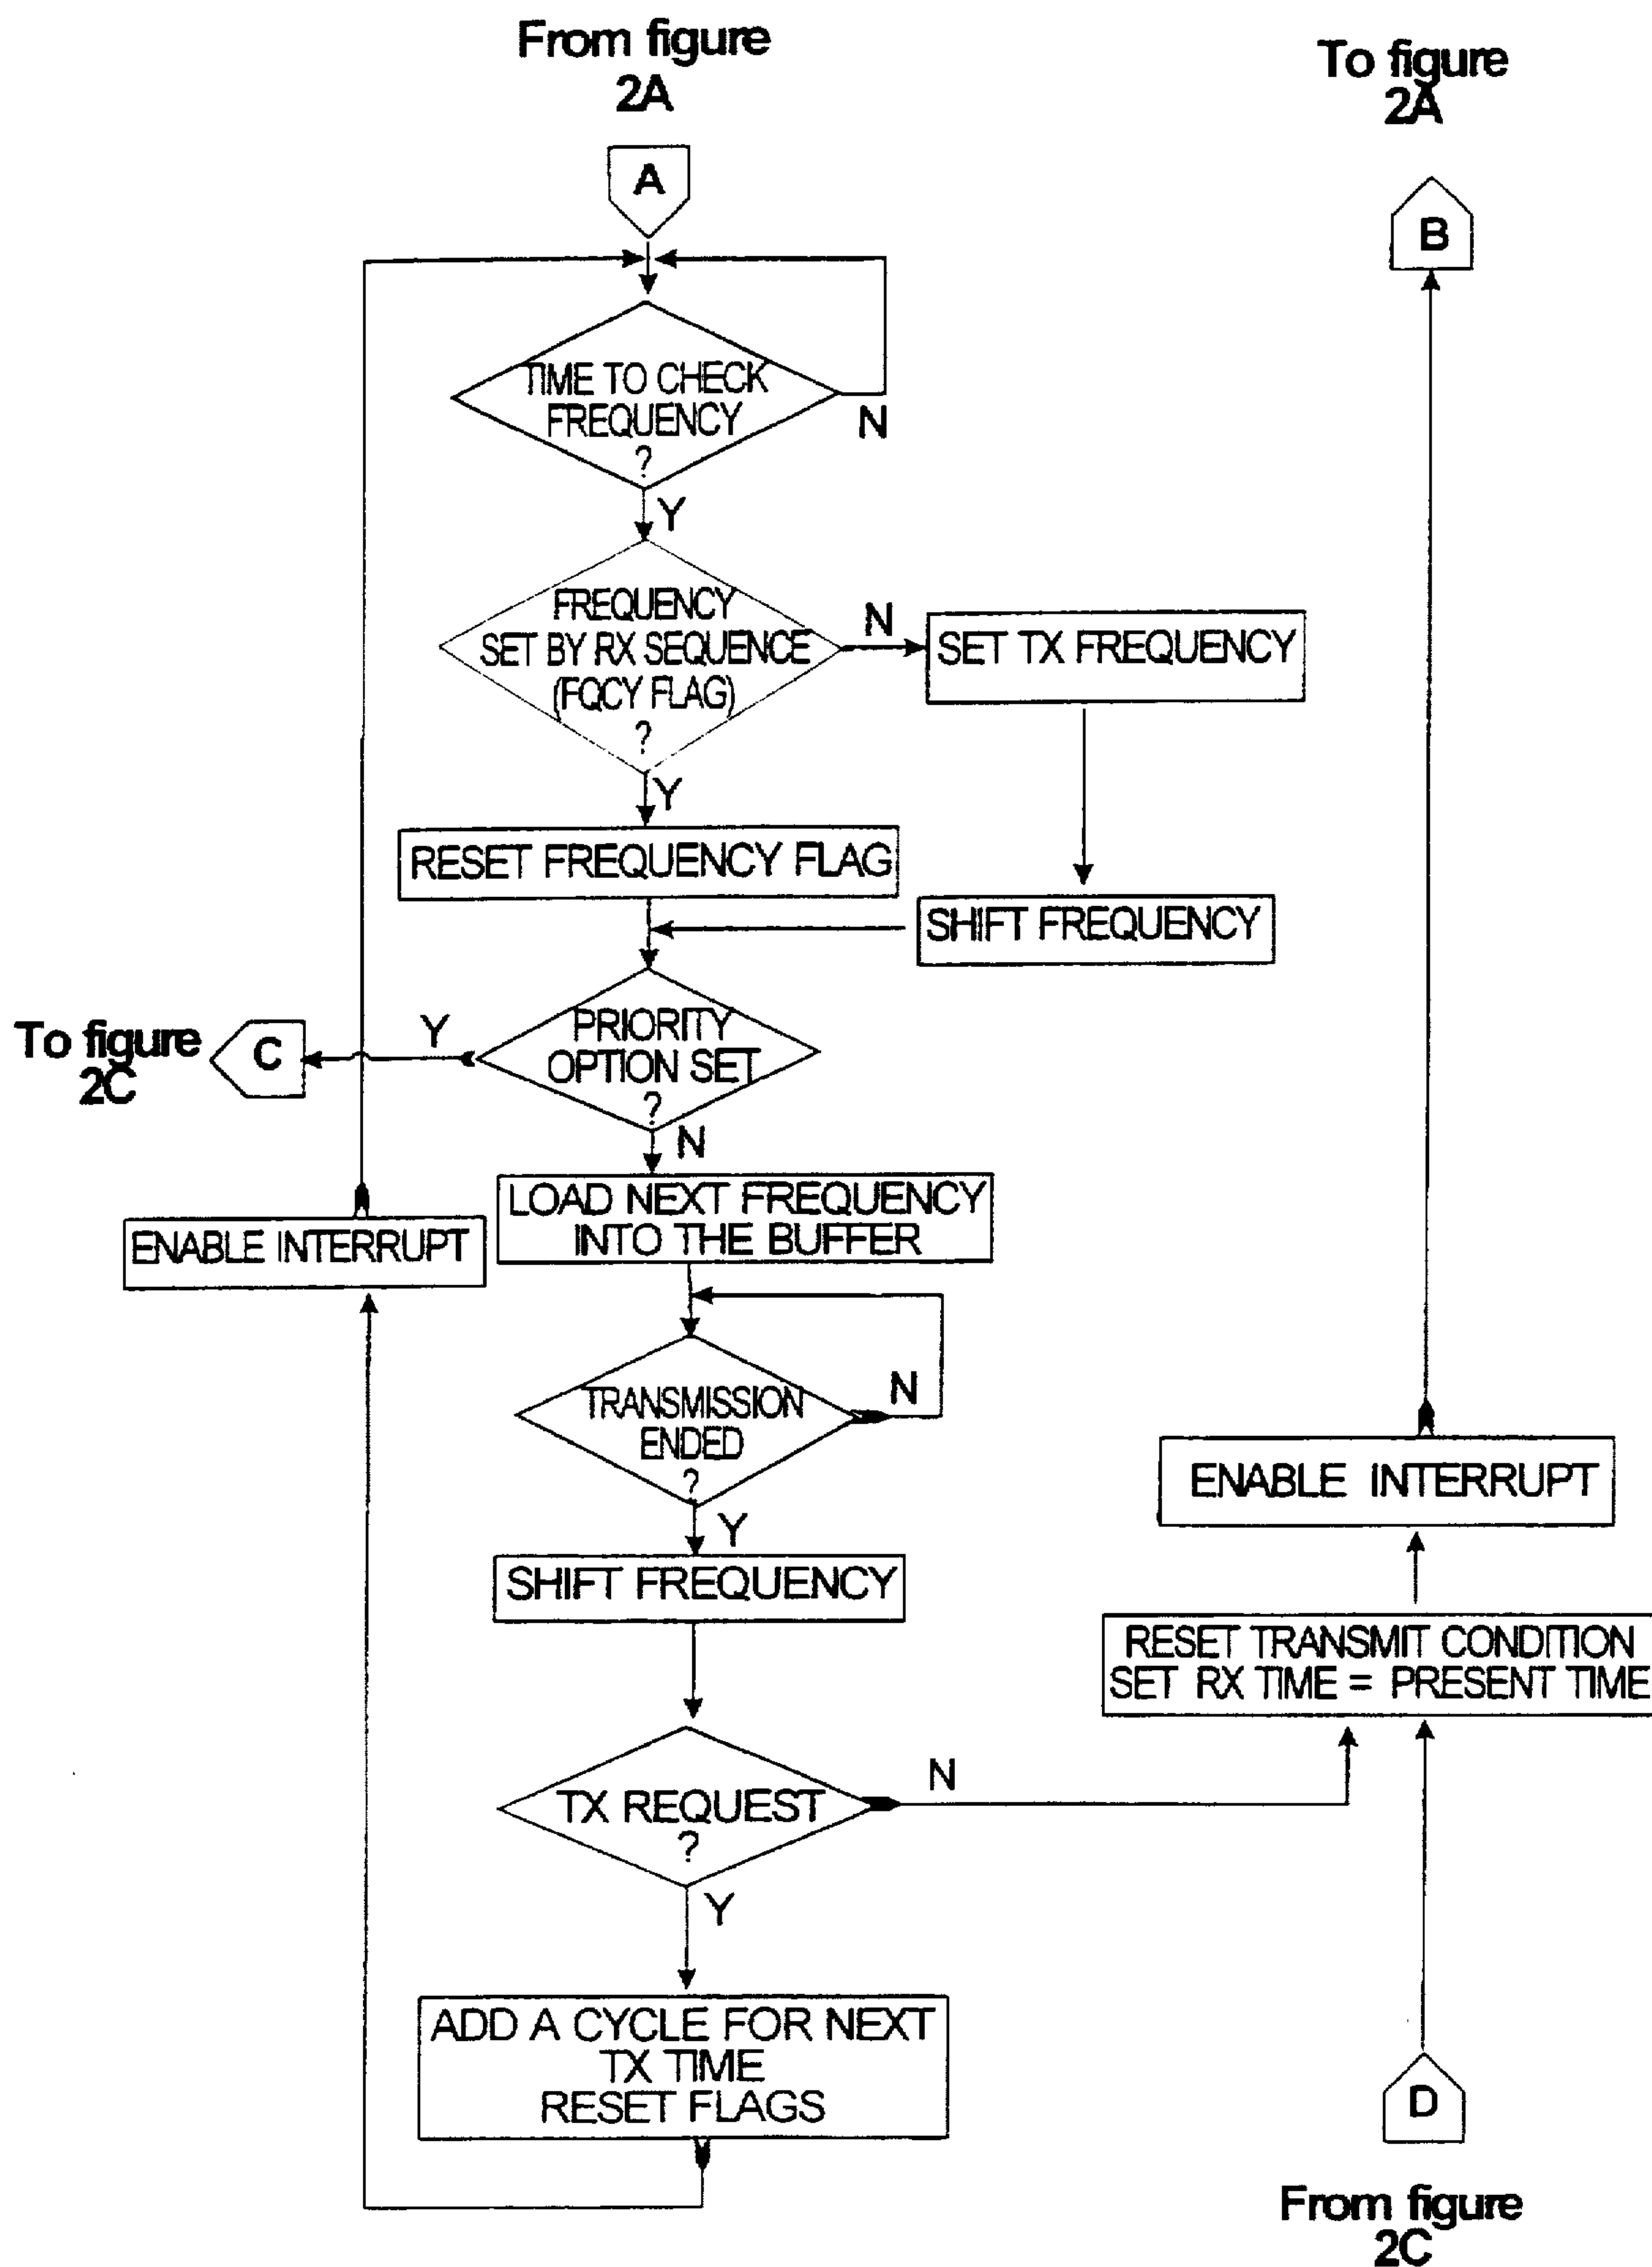 From figure
2A
To figure
2A
A
B
TIME TO CHECK
FREQUENCY
?
N
Y
FREQUENCY
SET BY RX SEQUENCE
(FQCY FLAG)
?
N
SET TX FREQUENCY
Y
RESET FREQUENCY FLAG
SHIFT FREQUENCY
To figure
2C
C
Y
PRIORITY
OPTION SET
?
N
LOAD NEXT FREQUENCY
INTO THE BUFFER
ENABLE INTERRUPT
TRANSMISSION
ENDED
?
N
Y
ENABLE INTERRUPT
SHIFT FREQUENCY
RESET TRANSMIT CONDITION
SET RX TIME = PRESENT TIME
TX REQUEST
?
N
Y
ADD A CYCLE FOR NEXT
TX TIME
RESET FLAGS
D
From figure
2C